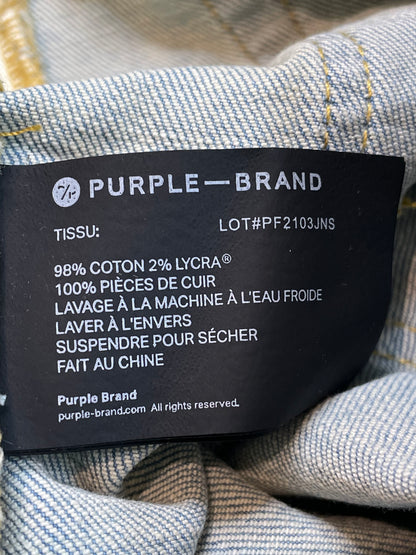 PURPLE—BRAND
TISSU: LOT#PF2103JNS
98% COTON 2% LYCRA®
100% PIÈCES DE CUIR
LAVAGE À LA MACHINE À L'EAU FROIDE
LAVER À L'ENVERS
SUSPENDRE POUR SÉCHER
FAIT AU CHINE
Purple Brand
purple-brand.com All rights reserved.